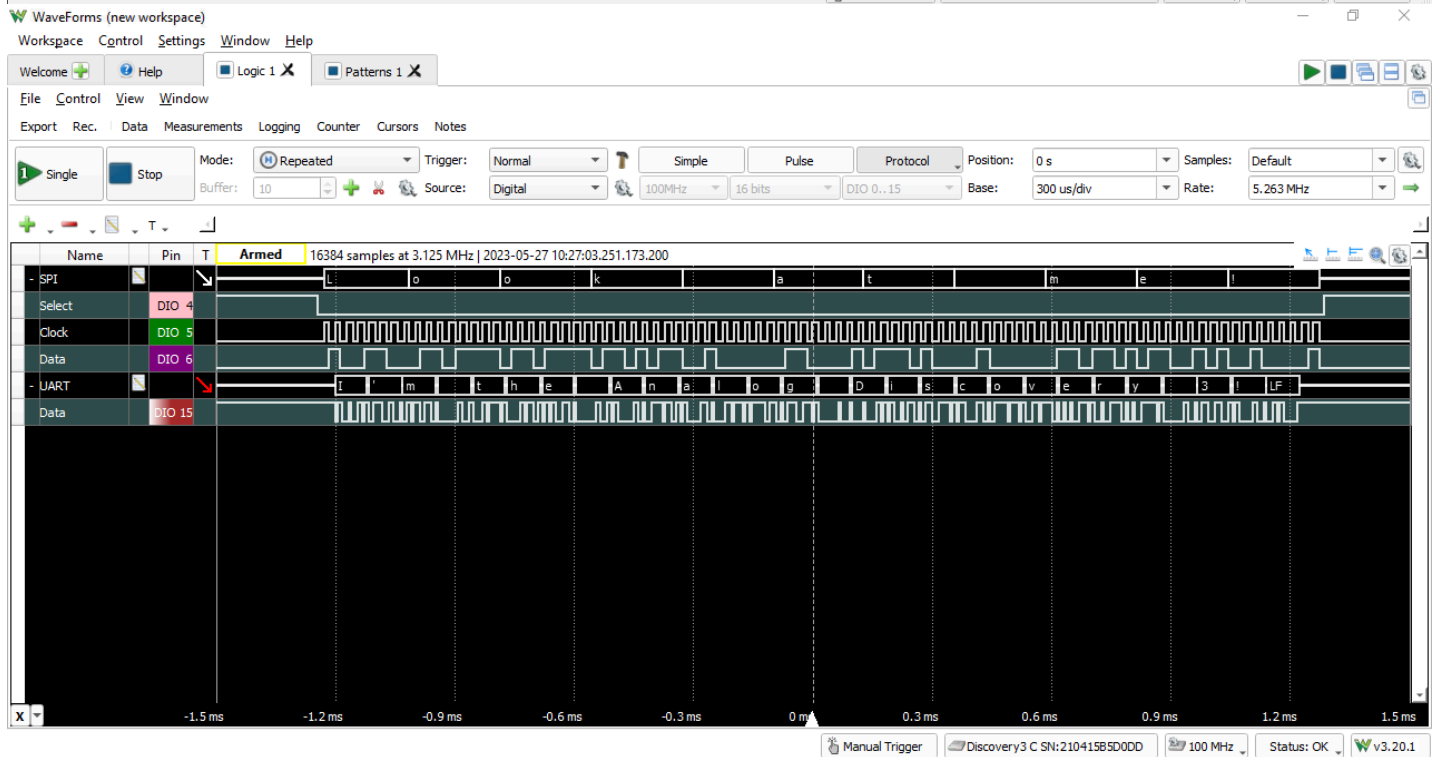 WaveForms (new workspace)
Workspace Control Settings Window Help
Welcome Help Logic 1 Patterns 1
File Control View Window
Export Rec. Data Measurements Logging Counter Cursors Notes
Mode: Repeated Trigger: Normal Simple Pulse Protocol Position: 0 s Samples: Default
1 Single Stop
Buffer: 10 Source: Digital 100MHz 16 bits DIO 0..15 Base: 300 us/div Rate: 5.263 MHz
T
Name Pin T Armed 16384 samples at 3.125 MHz | 2023-05-27 10:27:03.251.173.200
- SPI L o o k a t m e !
Select DIO 4
Clock DIO 5
Data DIO 6
- UART I ' m t h e A n a l o g D i s c o v e r y 3 ! LF
Data DIO 15
X -1.5 ms -1.2 ms -0.9 ms -0.6 ms -0.3 ms 0 ms 0.3 ms 0.6 ms 0.9 ms 1.2 ms 1.5 ms
Manual Trigger Discovery3 C SN:210415B5D0DD 100 MHz Status: OK v3.20.1